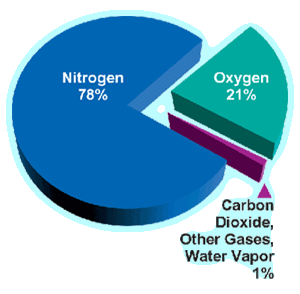 Nitrogen
78%
Oxygen
21%
Carbon
Dioxide,
Other Gases,
Water Vapor
1%